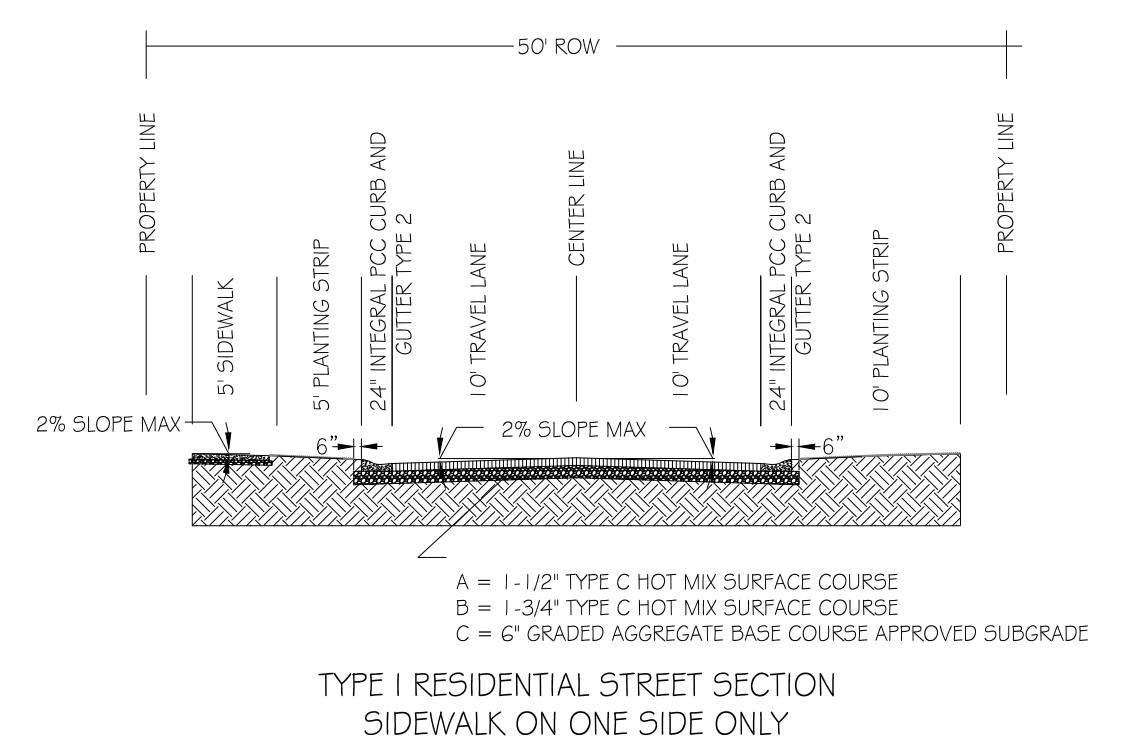 50' ROW
PROPERTY LINE
5' SIDEWALK
5' PLANTING STRIP
24" INTEGRAL PCC CURB AND
GUTTER TYPE 2
10' TRAVEL LANE
CENTER LINE
10' TRAVEL LANE
24" INTEGRAL PCC CURB AND
GUTTER TYPE 2
10' PLANTING STRIP
PROPERTY LINE
2% SLOPE MAX
6"
2% SLOPE MAX
6"
A = 1-1/2" TYPE C HOT MIX SURFACE COURSE
B = 1-3/4" TYPE C HOT MIX SURFACE COURSE
C = 6" GRADED AGGREGATE BASE COURSE APPROVED SUBGRADE
TYPE I RESIDENTIAL STREET SECTION
SIDEWALK ON ONE SIDE ONLY